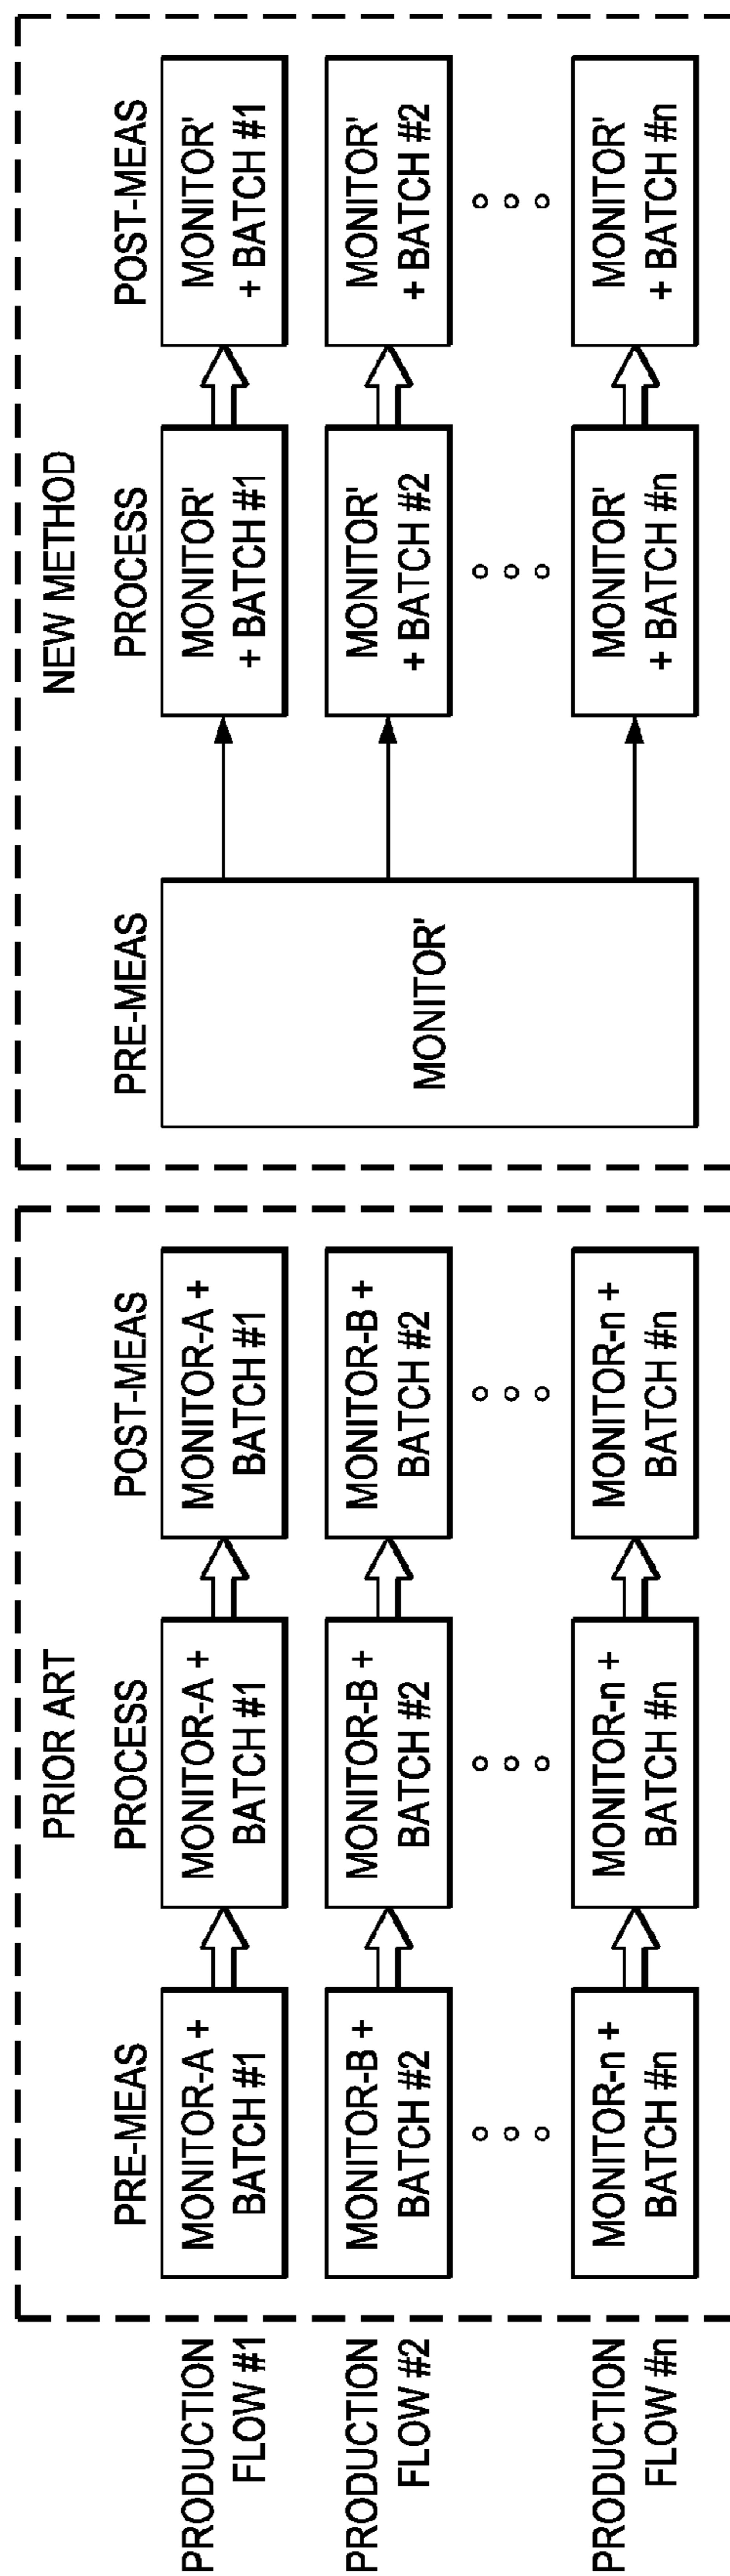 PRIOR ART
NEW METHOD
PRE-MEAS
PROCESS
POST-MEAS
PRE-MEAS
PROCESS
POST-MEAS
PRODUCTION
FLOW #1
MONITOR-A +
BATCH #1
MONITOR-A +
BATCH #1
MONITOR-A +
BATCH #1
MONITOR'
MONITOR'
+ BATCH #1
MONITOR'
+ BATCH #1
PRODUCTION
FLOW #2
MONITOR-B +
BATCH #2
MONITOR-B +
BATCH #2
MONITOR-B +
BATCH #2
MONITOR'
+ BATCH #2
MONITOR'
+ BATCH #2
PRODUCTION
FLOW #n
MONITOR-n +
BATCH #n
MONITOR-n +
BATCH #n
MONITOR-n +
BATCH #n
MONITOR'
+ BATCH #n
MONITOR'
+ BATCH #n